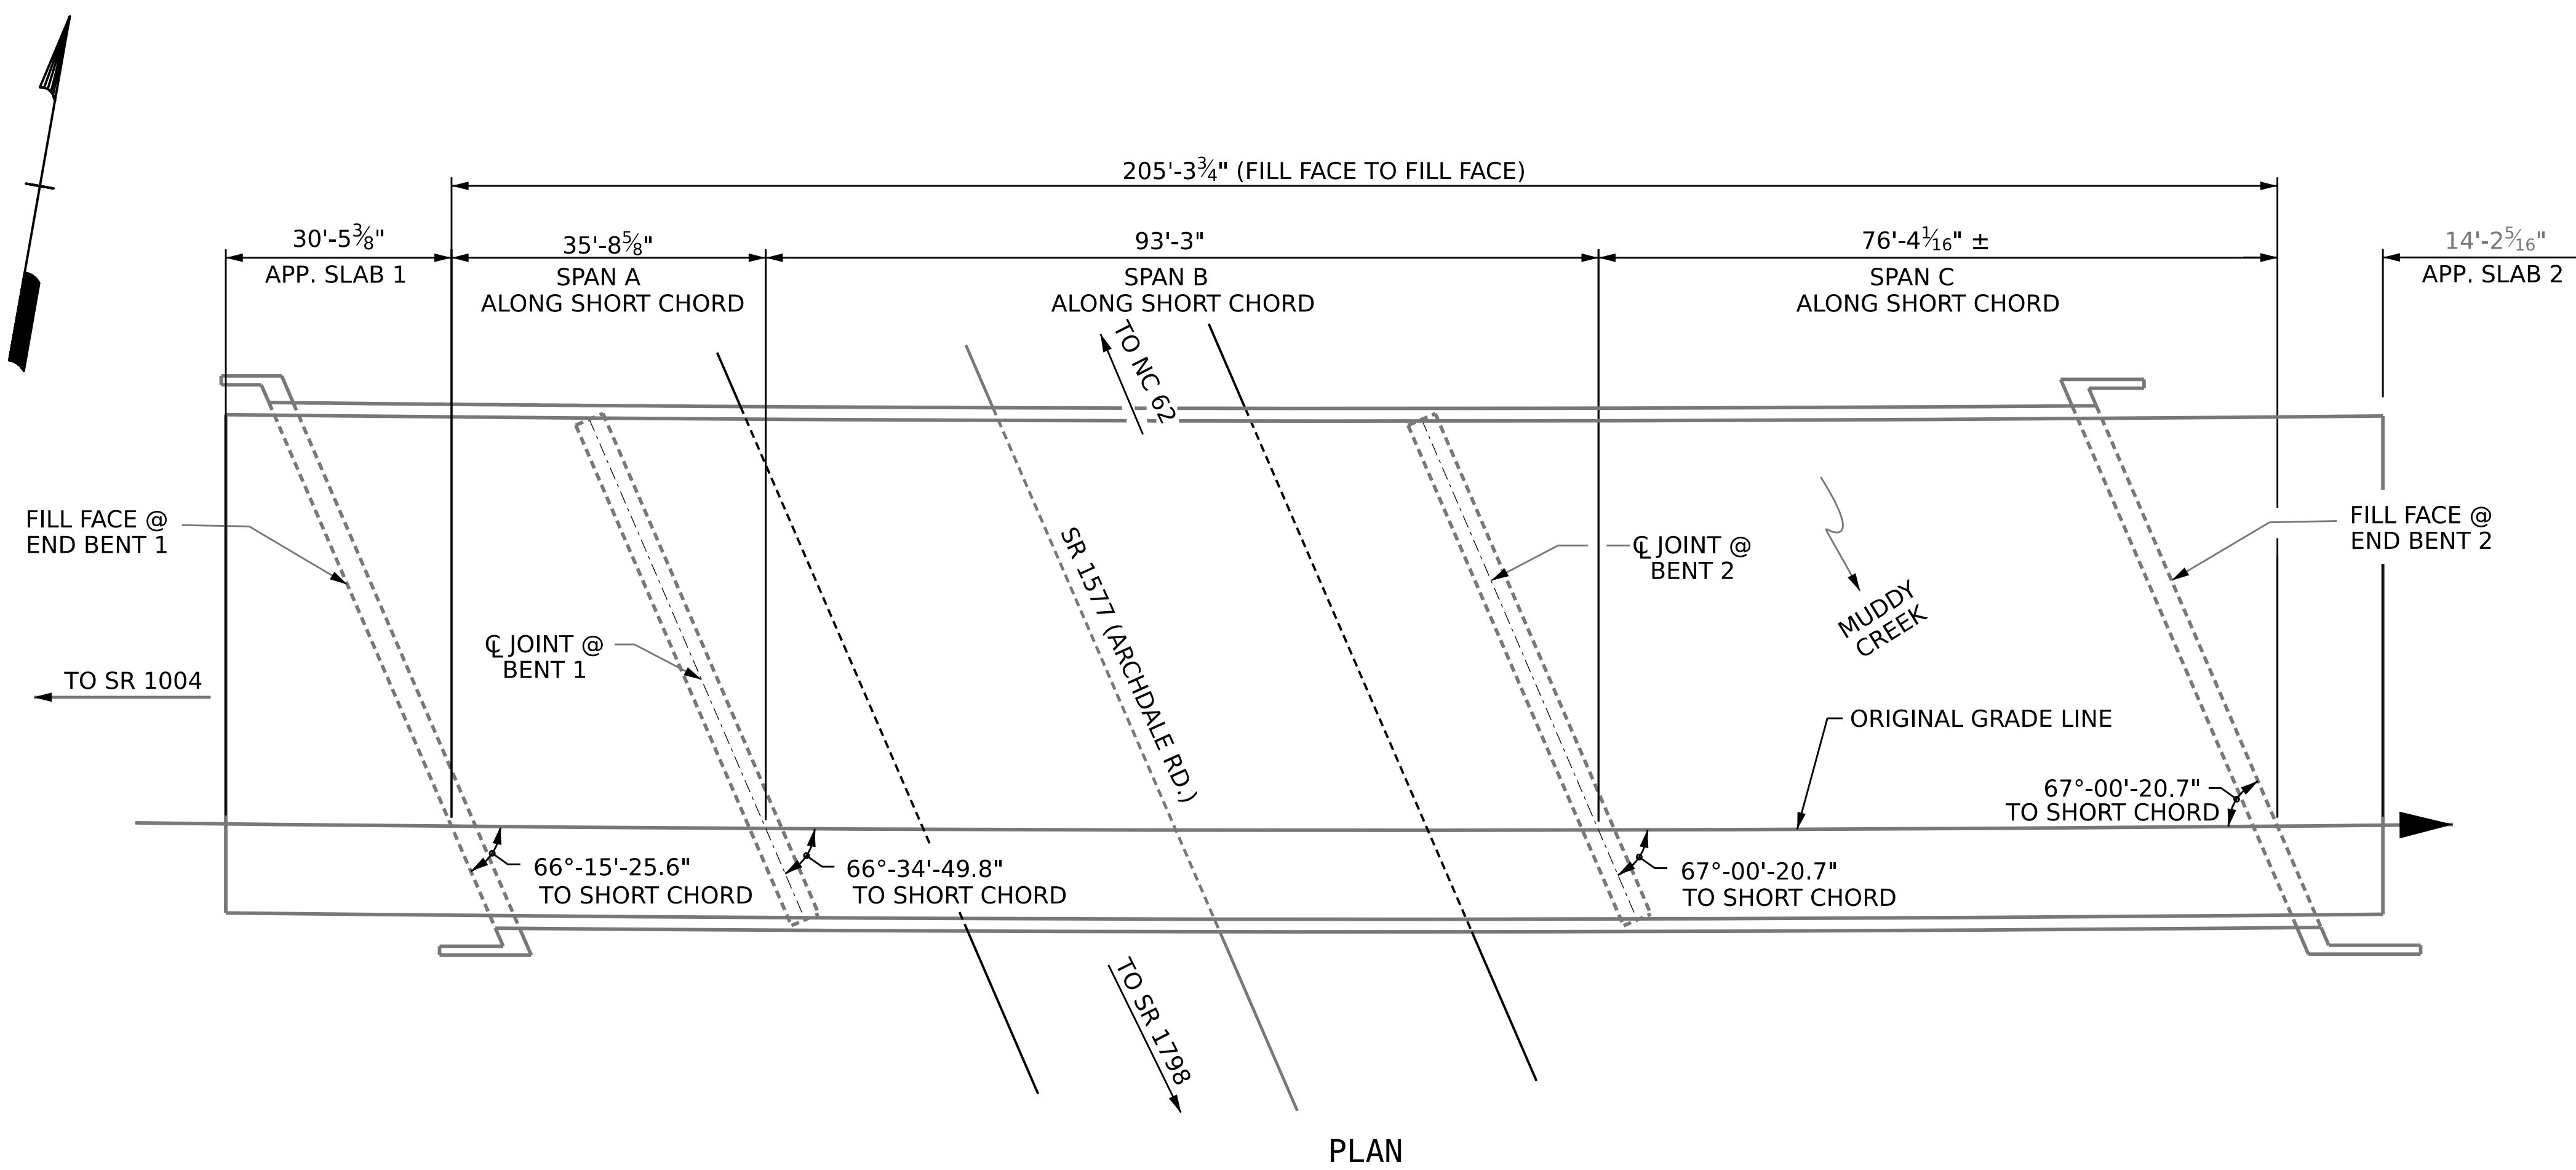 205'-3¾" (FILL FACE TO FILL FACE)
30'-5⅜"
APP. SLAB 1
35'-8⅝"
SPAN A
ALONG SHORT CHORD
93'-3"
SPAN B
ALONG SHORT CHORD
76'-4 1⁄16" ±
SPAN C
ALONG SHORT CHORD
14'-2 5⁄16"
APP. SLAB 2
TO NC 62
FILL FACE @
END BENT 1
SR 1577 (ARCHDALE RD.)
℄ JOINT @
BENT 2
FILL FACE @
END BENT 2
MUDDY
CREEK
℄ JOINT @
BENT 1
TO SR 1004
ORIGINAL GRADE LINE
67°-00'-20.7"
TO SHORT CHORD
66°-15'-25.6"
TO SHORT CHORD
66°-34'-49.8"
TO SHORT CHORD
67°-00'-20.7"
TO SHORT CHORD
TO SR 1798
PLAN